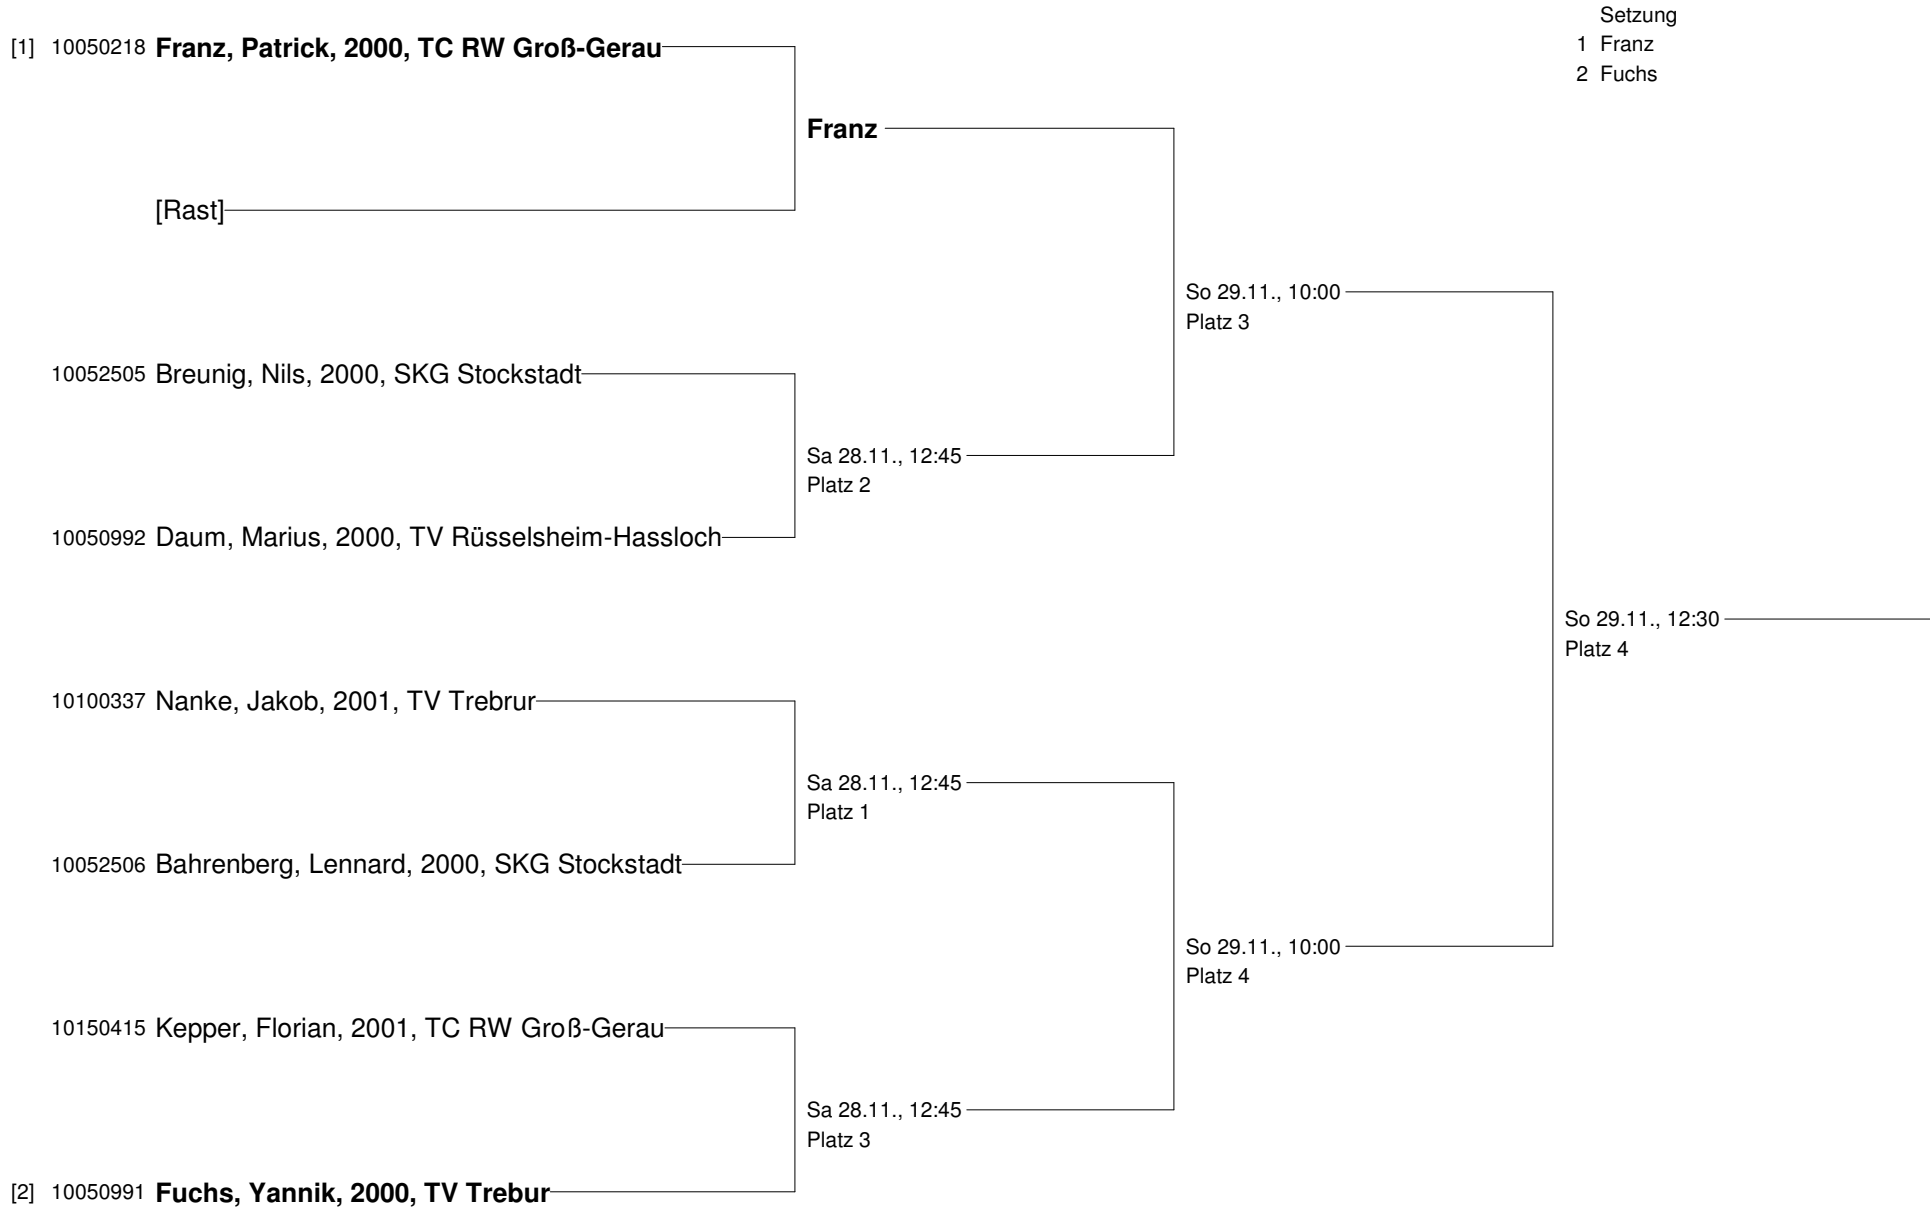 Setzung
1 Franz
2 Fuchs
[1] 10050218 Franz, Patrick, 2000, TC RW Groß-Gerau
Franz
[Rast]
So 29.11., 10:00
Platz 3
10052505 Breunig, Nils, 2000, SKG Stockstadt
Sa 28.11., 12:45
Platz 2
10050992 Daum, Marius, 2000, TV Rüsselsheim-Hassloch
So 29.11., 12:30
Platz 4
10100337 Nanke, Jakob, 2001, TV Trebrur
Sa 28.11., 12:45
Platz 1
10052506 Bahrenberg, Lennard, 2000, SKG Stockstadt
So 29.11., 10:00
Platz 4
10150415 Kepper, Florian, 2001, TC RW Groß-Gerau
Sa 28.11., 12:45
Platz 3
[2] 10050991 Fuchs, Yannik, 2000, TV Trebur